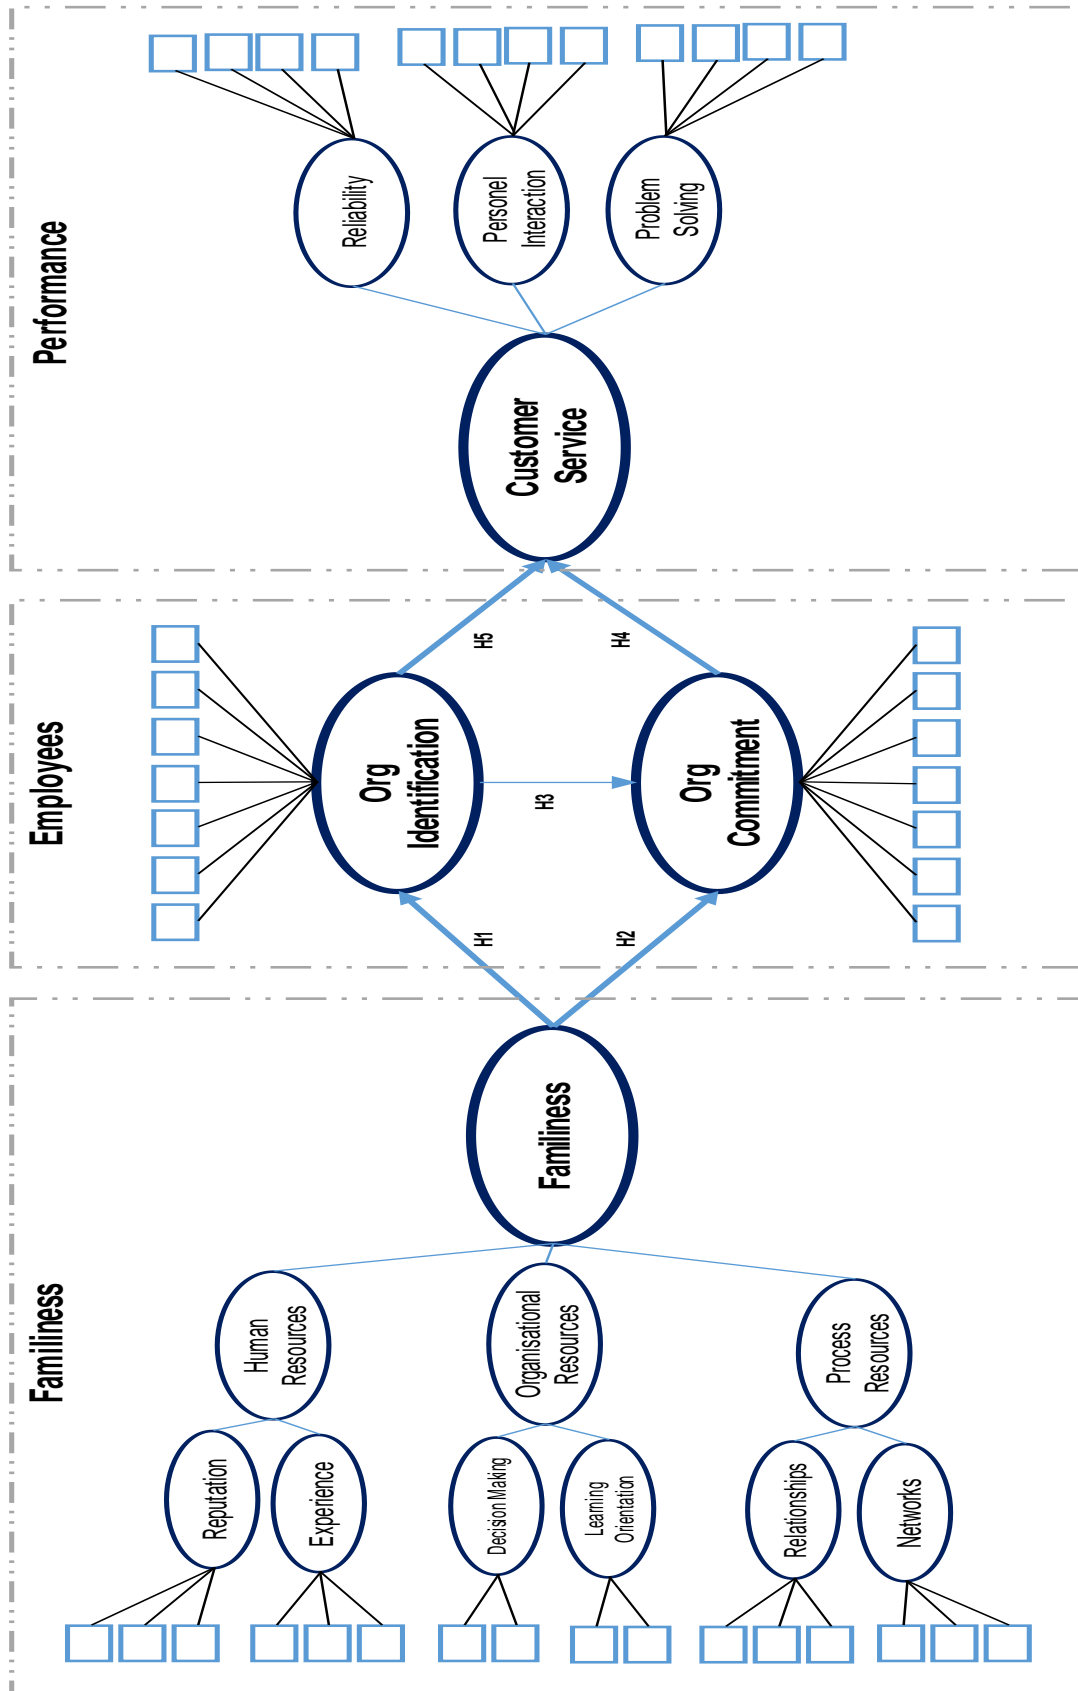 Familiness
Employees
Performance
Reputation
Experience
Human
Resources
Decision Making
Learning
Orientation
Organisational
Resources
Relationships
Networks
Process
Resources
Familiness
H1
H2
Org
Identification
H3
Org
Commitment
H5
H4
Customer
Service
Reliability
Personel
Interaction
Problem
Solving